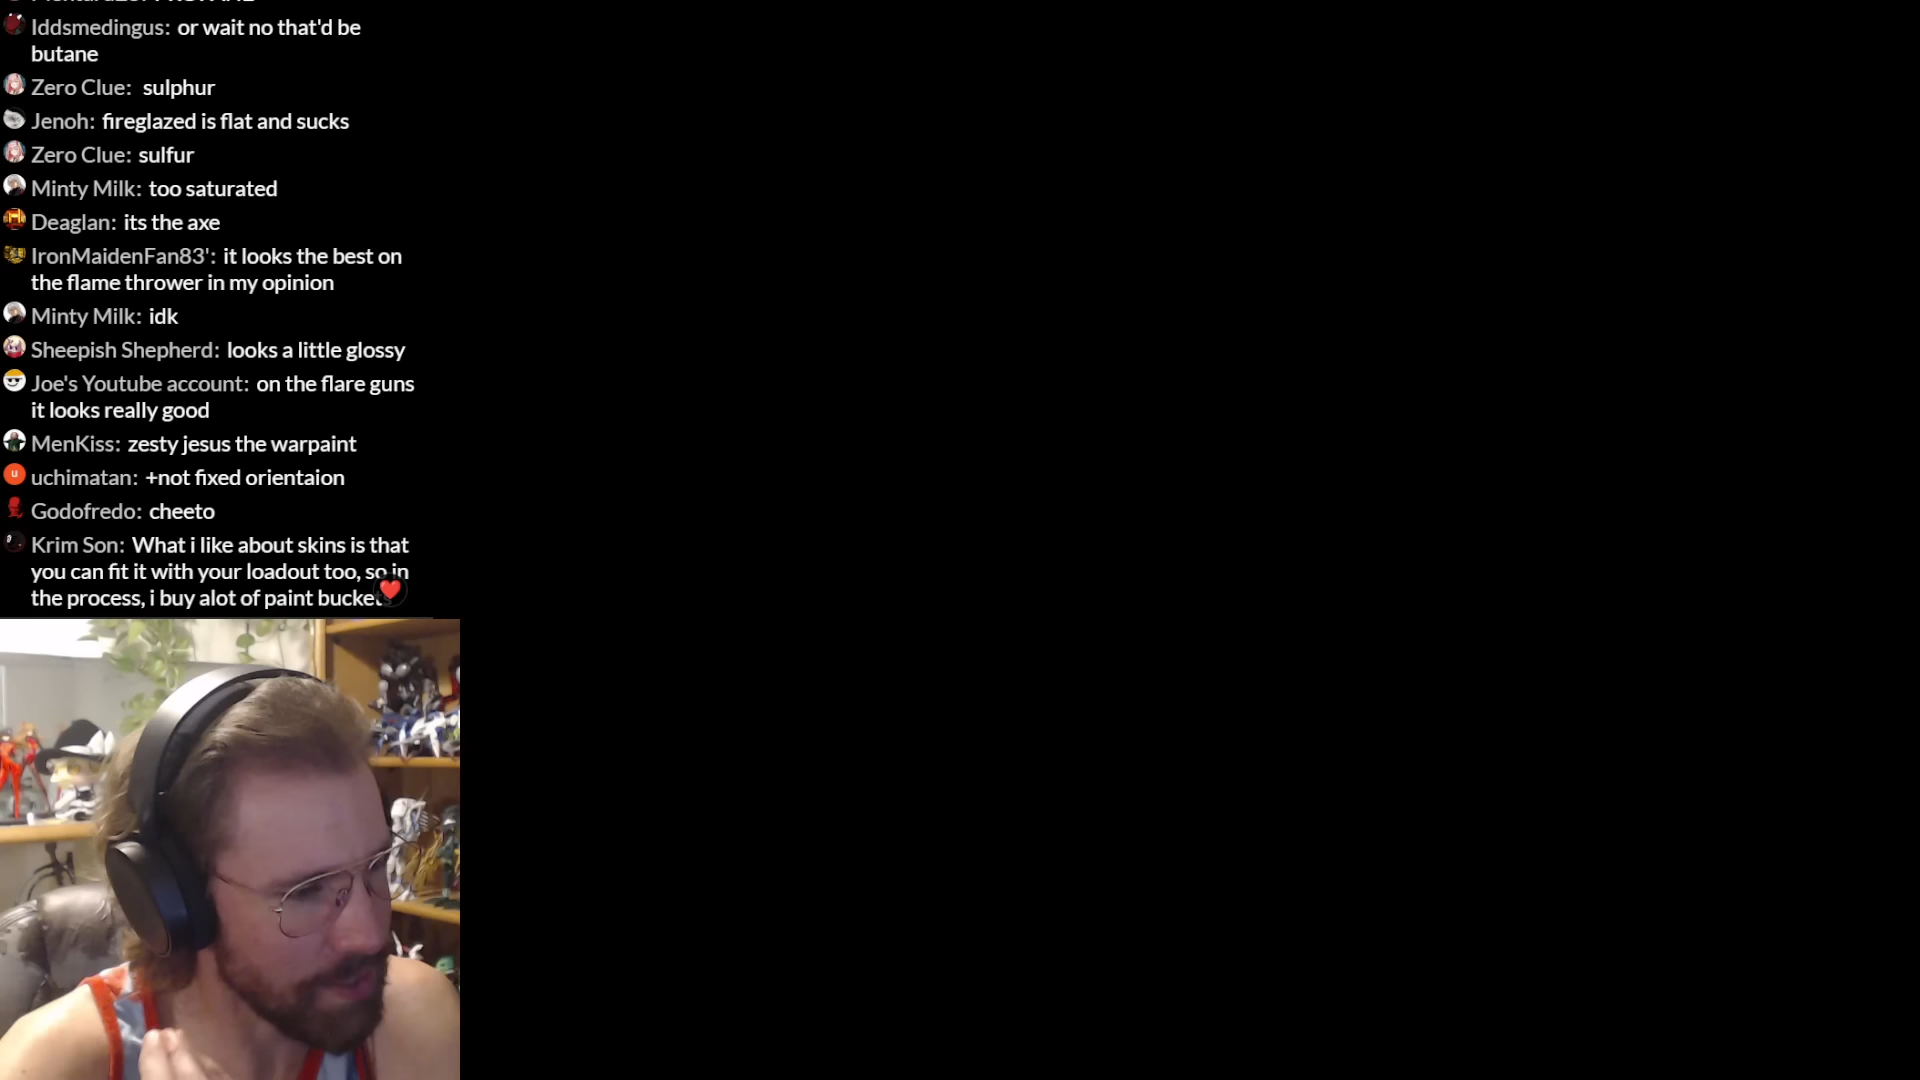 Iddsmedingus: or wait no that'd be
butane
Zero Clue: sulphur
Jenoh: fireglazed is flat and sucks
Zero Clue: sulfur
Minty Milk: too saturated
Deaglan: its the axe
IronMaidenFan83': it looks the best on
the flame thrower in my opinion
Minty Milk: idk
Sheepish Shepherd: looks a little glossy
Joe's Youtube account: on the flare guns
it looks really good
MenKiss: zesty jesus the warpaint
u
uchimatan: +not fixed orientaion
Godofredo: cheeto
Krim Son: What i like about skins is that
you can fit it with your loadout too, so in
the process, i buy alot of paint buckets